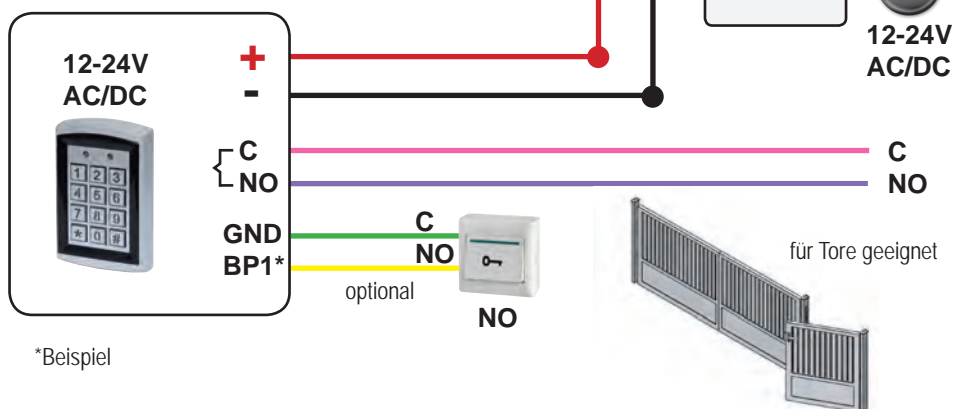 12-24V
AC/DC
+
-
C
NO
GND
BP1*
1 2 3
4 5 6
7 8 9
* 0 #
C
NO
optional
NO
12-24V
AC/DC
C
NO
für Tore geeignet
*Beispiel